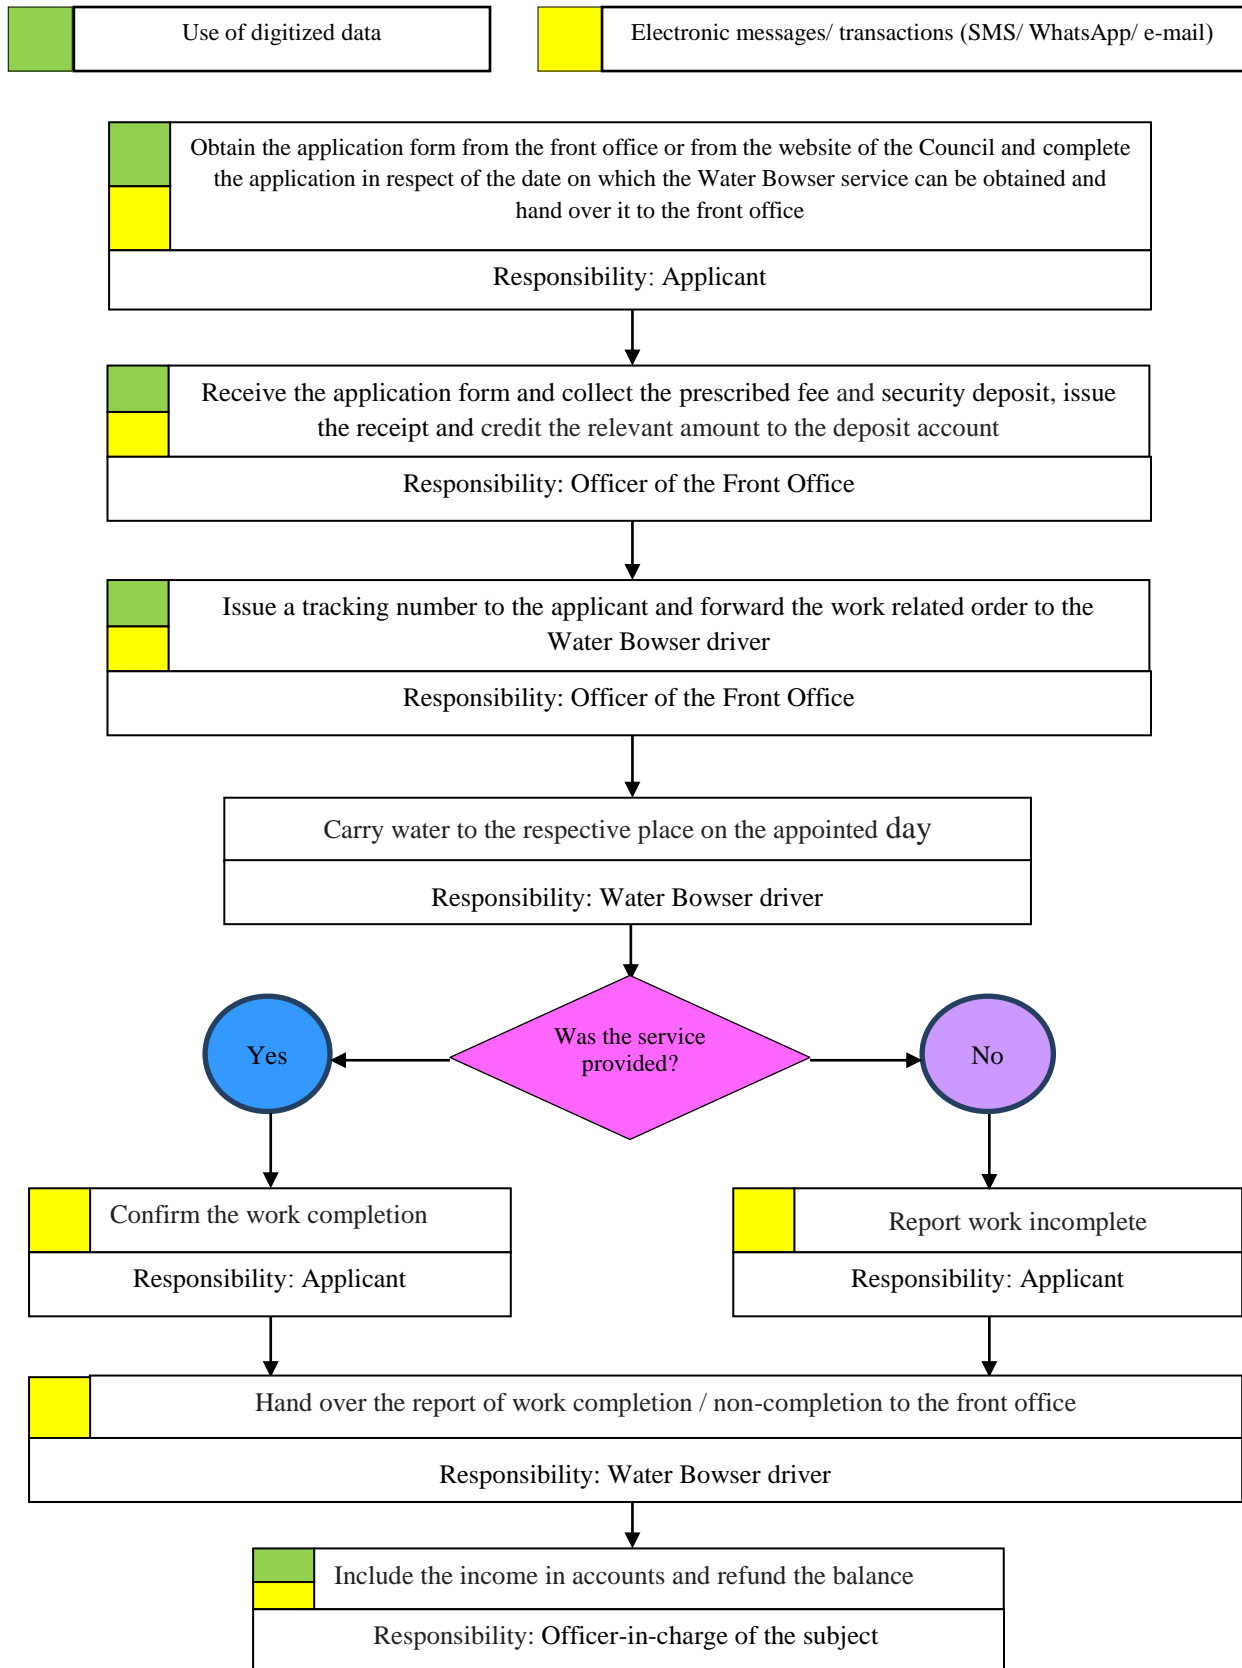 Use of digitized data
Electronic messages/ transactions (SMS/ WhatsApp/ e-mail)
Obtain the application form from the front office or from the website of the Council and complete
the application in respect of the date on which the Water Bowser service can be obtained and
hand over it to the front office
Responsibility: Applicant
Receive the application form and collect the prescribed fee and security deposit, issue
the receipt and credit the relevant amount to the deposit account
Responsibility: Officer of the Front Office
Issue a tracking number to the applicant and forward the work related order to the
Water Bowser driver
Responsibility: Officer of the Front Office
Carry water to the respective place on the appointed day
Responsibility: Water Bowser driver
Was the service
provided?
Yes
No
Confirm the work completion
Responsibility: Applicant
Report work incomplete
Responsibility: Applicant
Hand over the report of work completion / non-completion to the front office
Responsibility: Water Bowser driver
Include the income in accounts and refund the balance
Responsibility: Officer-in-charge of the subject